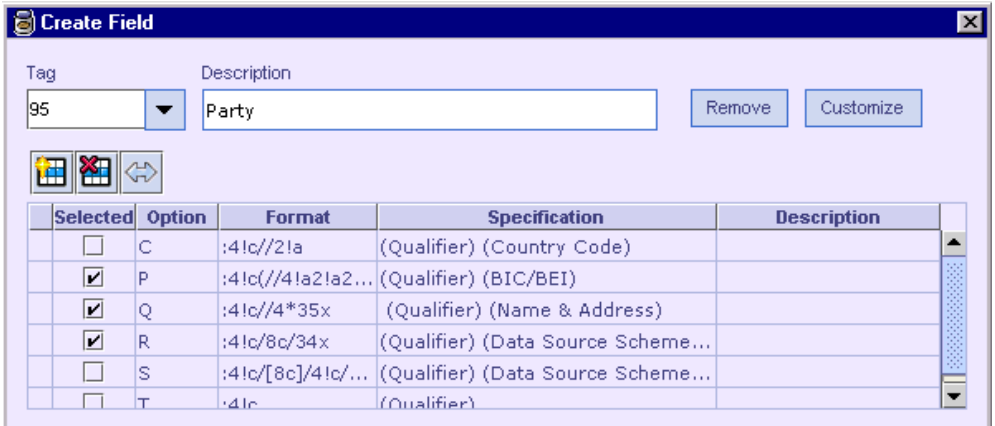 Create Field
Tag Description
95 Party Remove Customize
Selected Option Format Specification Description
C :4!c//2!a (Qualifier) (Country Code)
P :4!c(//4!a2!a2... (Qualifier) (BIC/BEI)
Q :4!c//4*35x (Qualifier) (Name & Address)
R :4!c/8c/34x (Qualifier) (Data Source Scheme...
S :4!c/[8c]/4!c/... (Qualifier) (Data Source Scheme...
T :4!c (Qualifier)